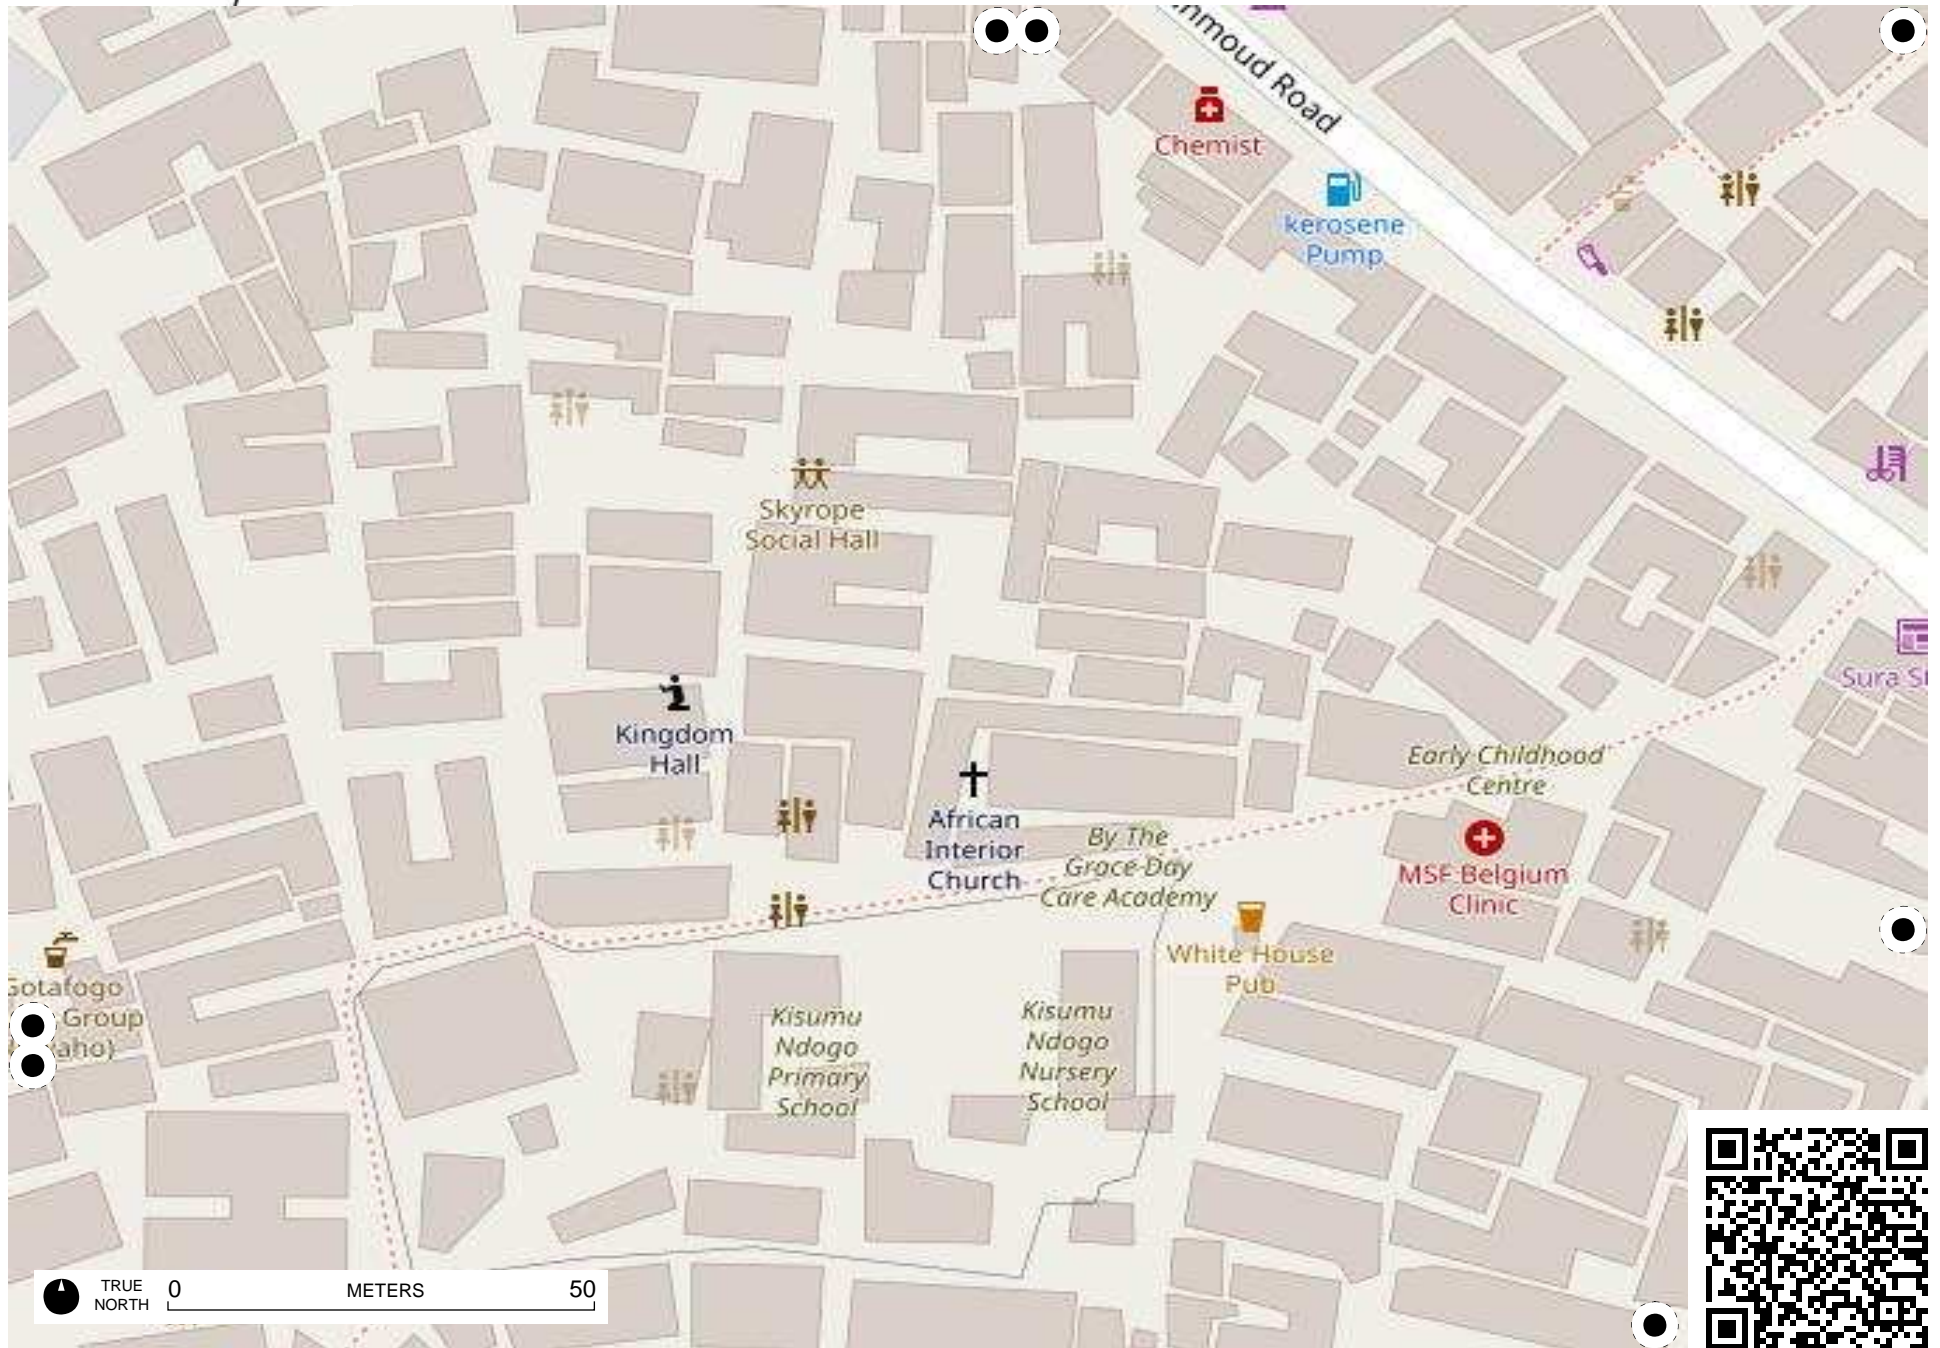 Road
Chemist
kerosene
Pump
Skyrope
Social Hall
Sura
Kingdom
Hall
Early Childhood
Centre
African
Interior
Church
By The
Grace Day
Care Academy
MSF Belgium
Clinic
White House
Pub
Group
Kisumu
Ndogo
Primary
School
Kisumu
Ndogo
Nursery
School
TRUE
NORTH
0 METERS 50